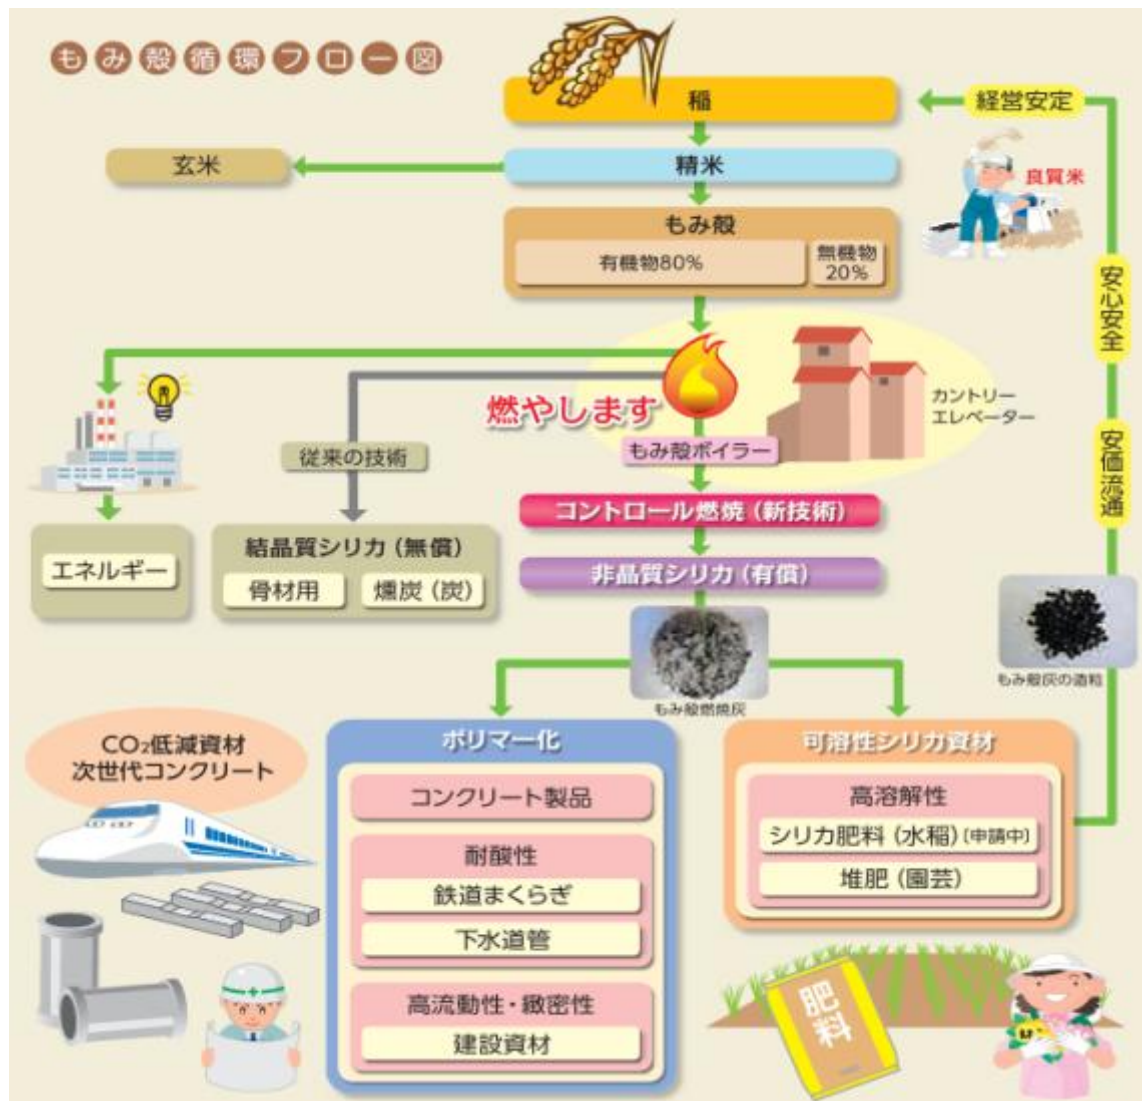 もみ殻循環フロー図
稲
経営安定
玄米
精米
良質米
もみ殻
有機物80%
無機物
20%
安心安全
燃やします
カントリー
エレベーター
従来の技術
もみ殻ボイラー
安価流通
コントロール燃焼(新技術)
結晶質シリカ(無償)
エネルギー
骨材用
燻炭(炭)
非晶質シリカ(有償)
もみ殻灰の造粒
もみ殻燃焼灰
CO₂低減資材
次世代コンクリート
ポリマー化
コンクリート製品
耐酸性
鉄道まくらぎ
下水道管
高流動性・緻密性
建設資材
可溶性シリカ資材
高溶解性
シリカ肥料(水稲)〔申請中〕
堆肥(園芸)
肥料